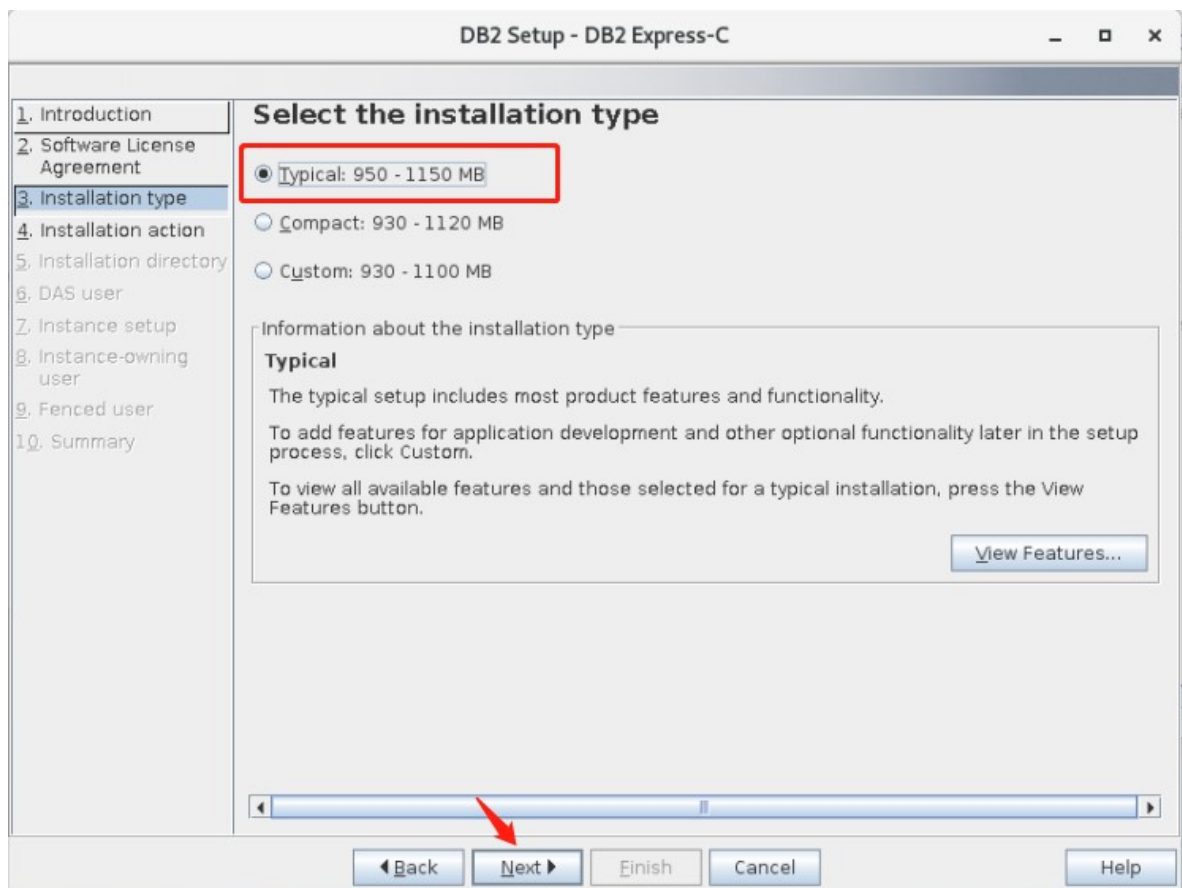 DB2 Setup - DB2 Express-C
1. Introduction
2. Software License
Agreement
3. Installation type
4. Installation action
5. Installation directory
6. DAS user
7. Instance setup
8. Instance-owning
user
9. Fenced user
10. Summary
Select the installation type
Typical: 950 - 1150 MB
Compact: 930 - 1120 MB
Custom: 930 - 1100 MB
Information about the installation type
Typical
The typical setup includes most product features and functionality.
To add features for application development and other optional functionality later in the setup
process, click Custom.
To view all available features and those selected for a typical installation, press the View
Features button.
View Features...
Back
Next
Finish
Cancel
Help